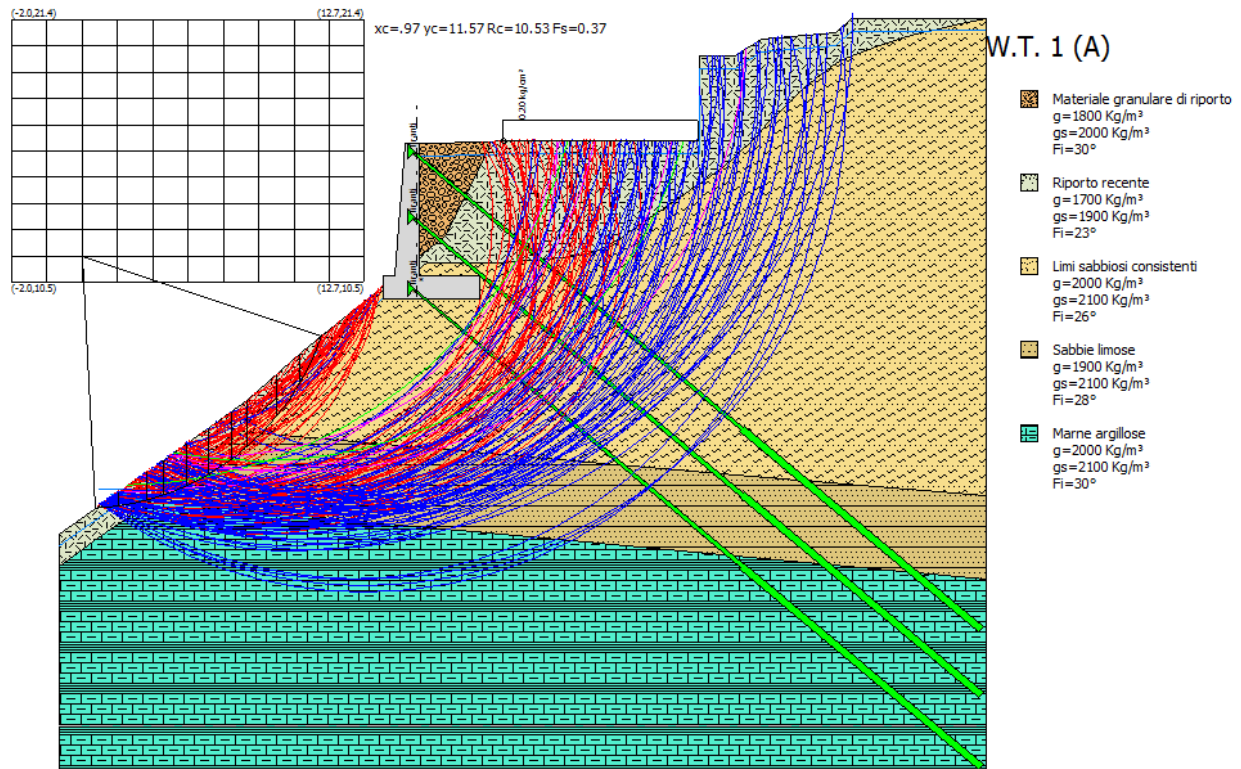 (-2.0,21.4)
(12.7,21.4)
xc=.97 yc=11.57 Rc=10.53 Fs=0.37
W.T. 1 (A)
0.20 kg/cm²
(-2.0,10.5)
(12.7,10.5)
Materiale granulare di riporto
g=1800 Kg/m³
gs=2000 Kg/m³
Fi=30°
Riporto recente
g=1700 Kg/m³
gs=1900 Kg/m³
Fi=23°
Limi sabbiosi consistenti
g=2000 Kg/m³
gs=2100 Kg/m³
Fi=26°
Sabbie limose
g=1900 Kg/m³
gs=2100 Kg/m³
Fi=28°
Marne argillose
g=2000 Kg/m³
gs=2100 Kg/m³
Fi=30°